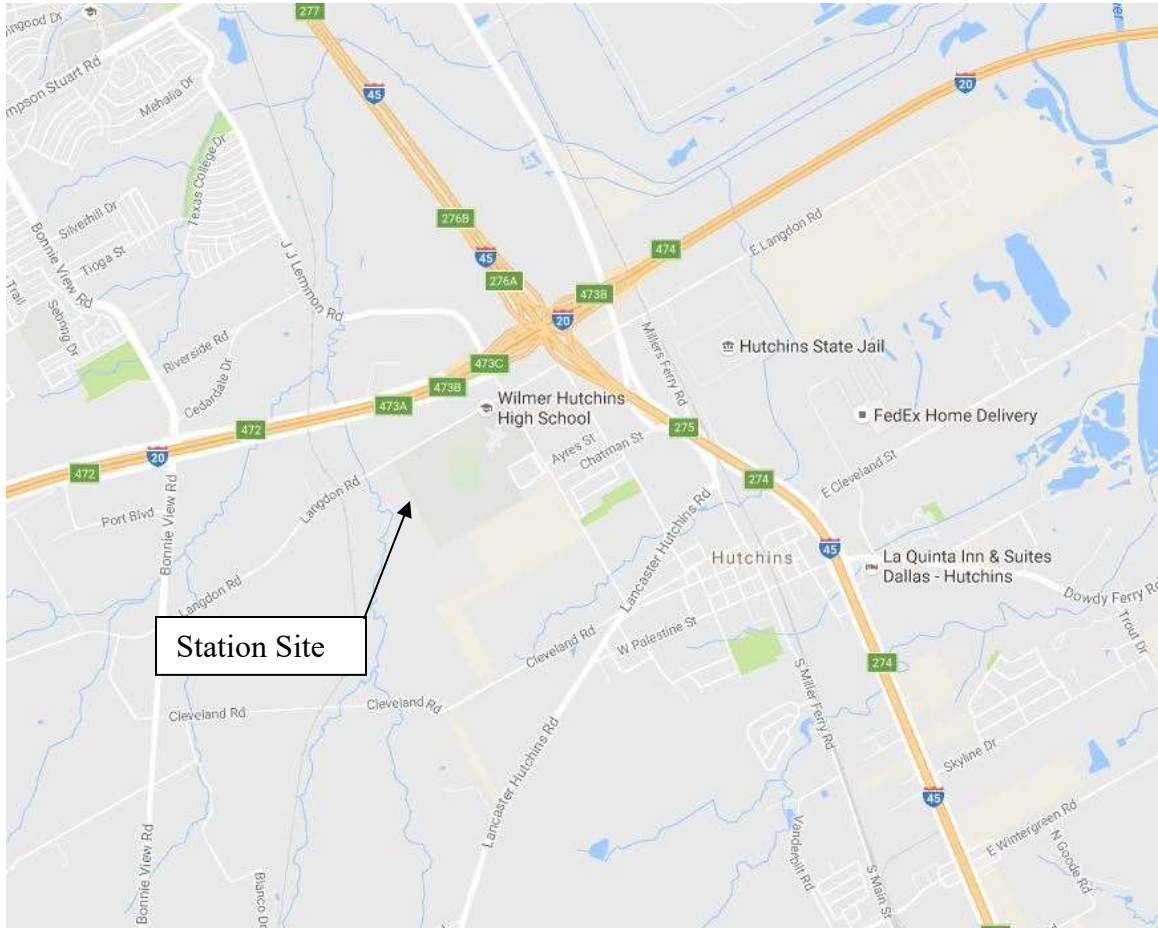 277
ingood Dr
mpson Stuart Rd
Mehalia Dr
45
20
Texas College Dr
Silverhill Dr
Tioga St
Bonnie View Rd
Trail
Sebring Dr
J J Lemmon Rd
276B
45
276A
474
473B
20
E Langdon Rd
Riverside Rd
Cedardale Dr
473C
473B
473A
472
20
472
Millers Ferry Rd
Hutchins State Jail
Wilmer Hutchins
High School
FedEx Home Delivery
Ayres St
Chatman St
275
274
E Cleveland St
Port Blvd
Bonnie View Rd
Langdon Rd
Lancaster Hutchins Rd
Hutchins
45
La Quinta Inn & Suites
Dallas - Hutchins
Dowdy Ferry Rd
Trout Dr
Langdon Rd
Station Site
Cleveland Rd
W Palestine St
274
Cleveland Rd
Cleveland Rd
S Miller Ferry Rd
Lancaster Hutchins Rd
Skyline Dr
45
E Wintergreen Rd
N Goode Rd
Vanderbilt Rd
S Main St
Bonnie View Rd
Blanco Dr